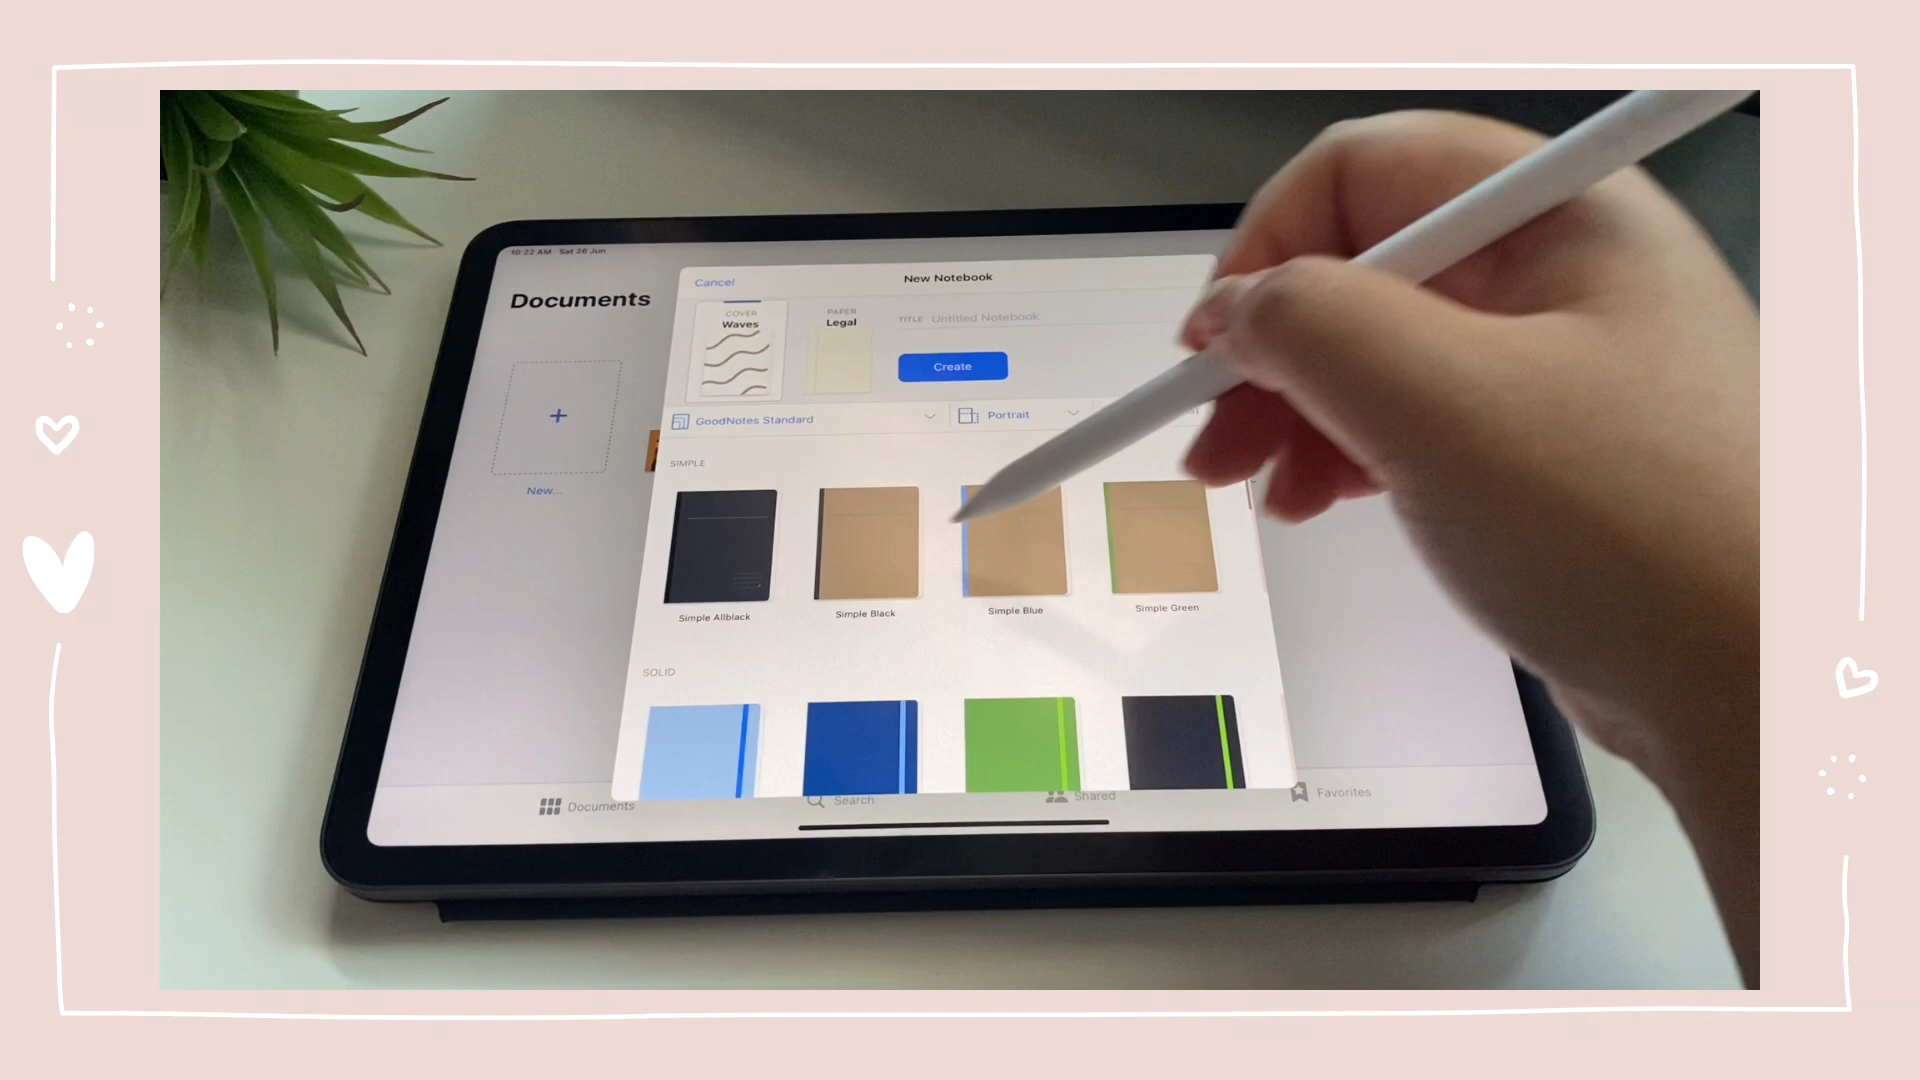 10:22 AM Sat 26 Jun
Documents
Cancel
New Notebook
COVER
Waves
PAPER
Legal
TITLE Untitled Notebook
Create
GoodNotes Standard
Portrait
New...
SIMPLE
Simple Allblack
Simple Black
Simple Blue
Simple Green
SOLID
Documents
Search
Shared
Favorites